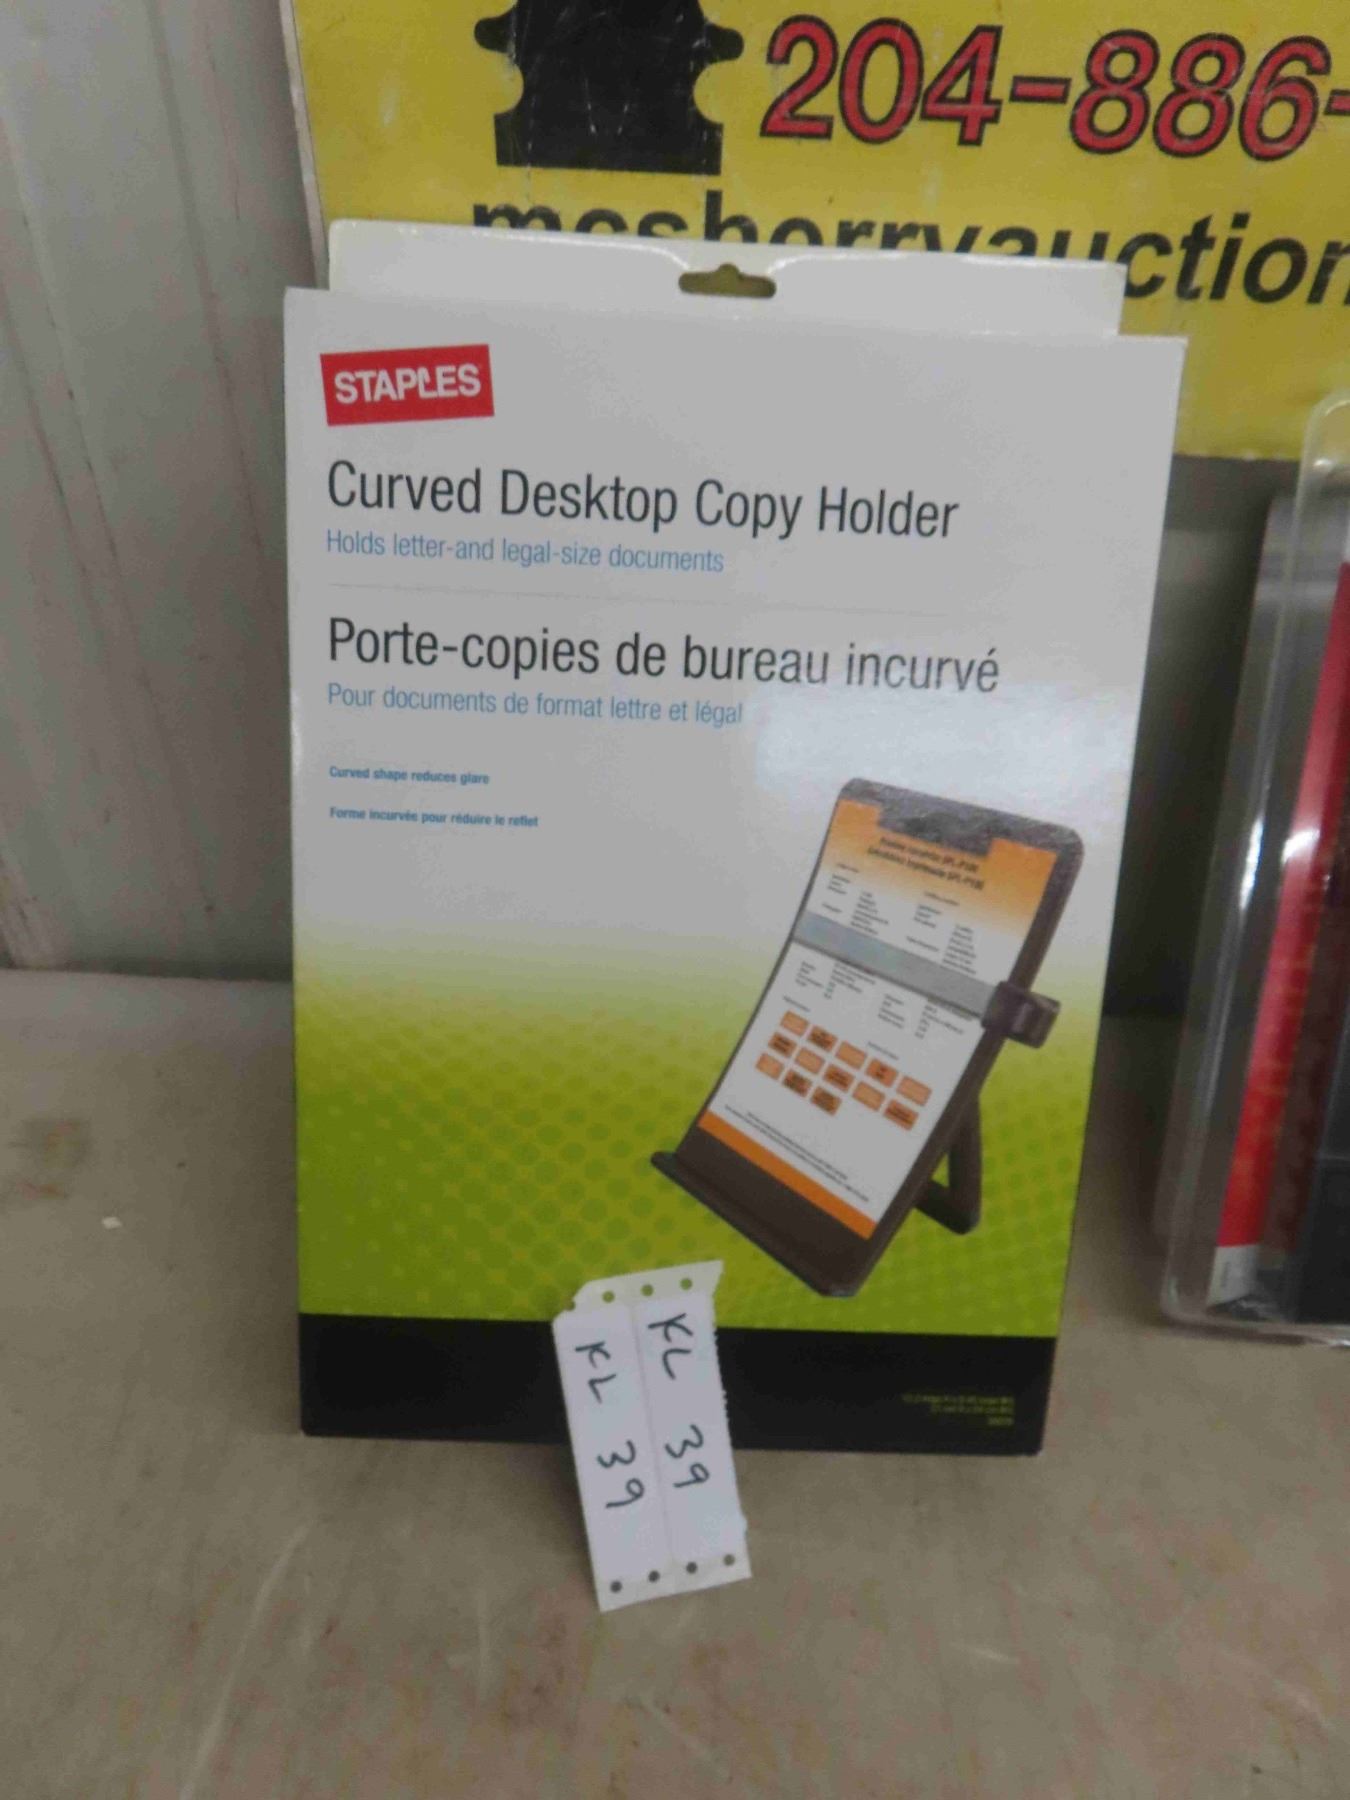 204-886-
mcsherryauction
STAPLES
Curved Desktop Copy Holder
Holds letter-and legal-size documents
Porte-copies de bureau incurvé
Pour documents de format lettre et légal
Curved shape reduces glare
Forme incurvée pour réduire le reflet
KL 39
KL 39